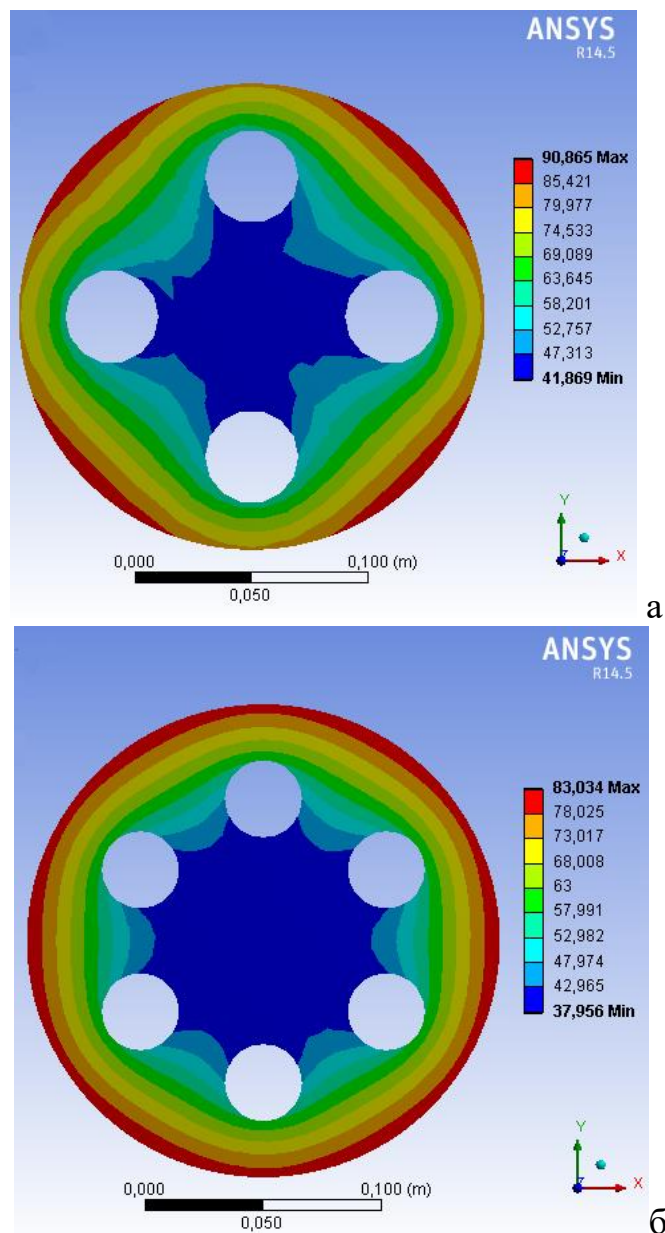 ANSYS
R14.5
90,865 Max
85,421
79,977
74,533
69,089
63,645
58,201
52,757
47,313
41,869 Min
Y
X
0,000 0,100 (m)
0,050
а
ANSYS
R14.5
83,034 Max
78,025
73,017
68,008
63
57,991
52,982
47,974
42,965
37,956 Min
Y
X
0,000 0,100 (m)
0,050
б